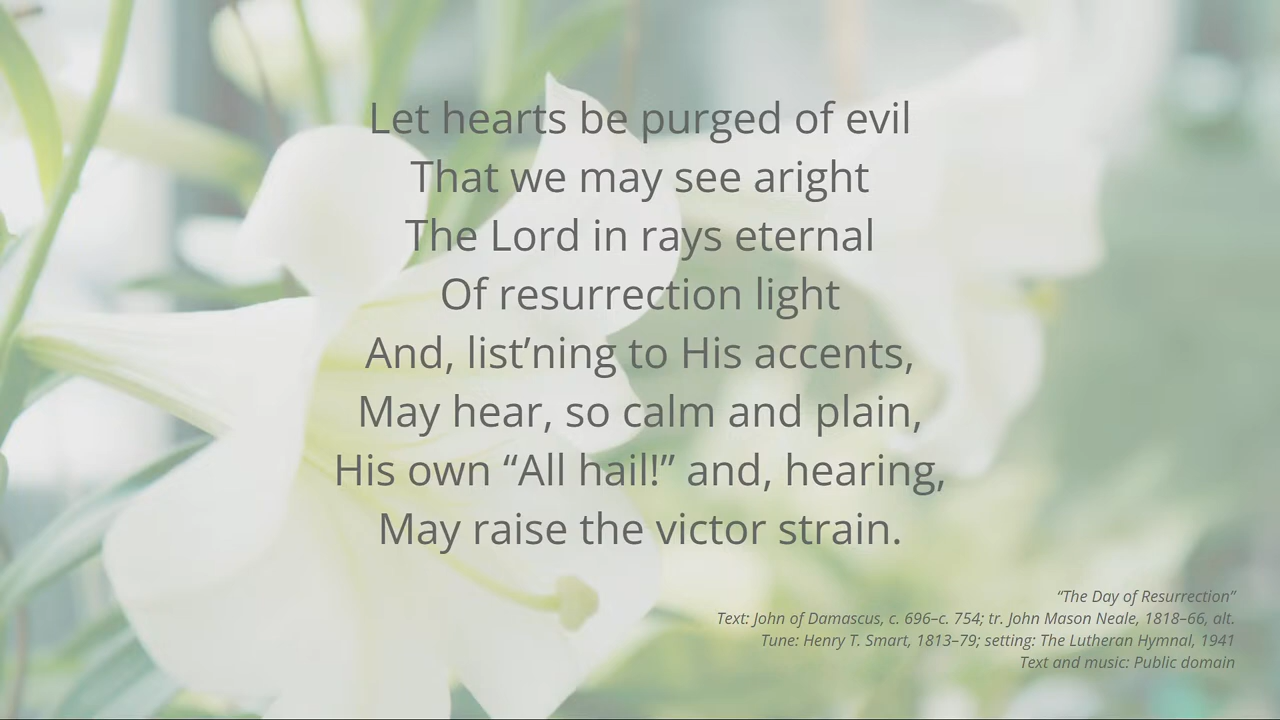 Let hearts be purged of evil
That we may see aright
The Lord in rays eternal
Of resurrection light
And, list’ning to His accents,
May hear, so calm and plain,
His own “All hail!” and, hearing,
May raise the victor strain.
“The Day of Resurrection”
Text: John of Damascus, c. 696–c. 754; tr. John Mason Neale, 1818–66, alt.
Tune: Henry T. Smart, 1813–79; setting: The Lutheran Hymnal, 1941
Text and music: Public domain